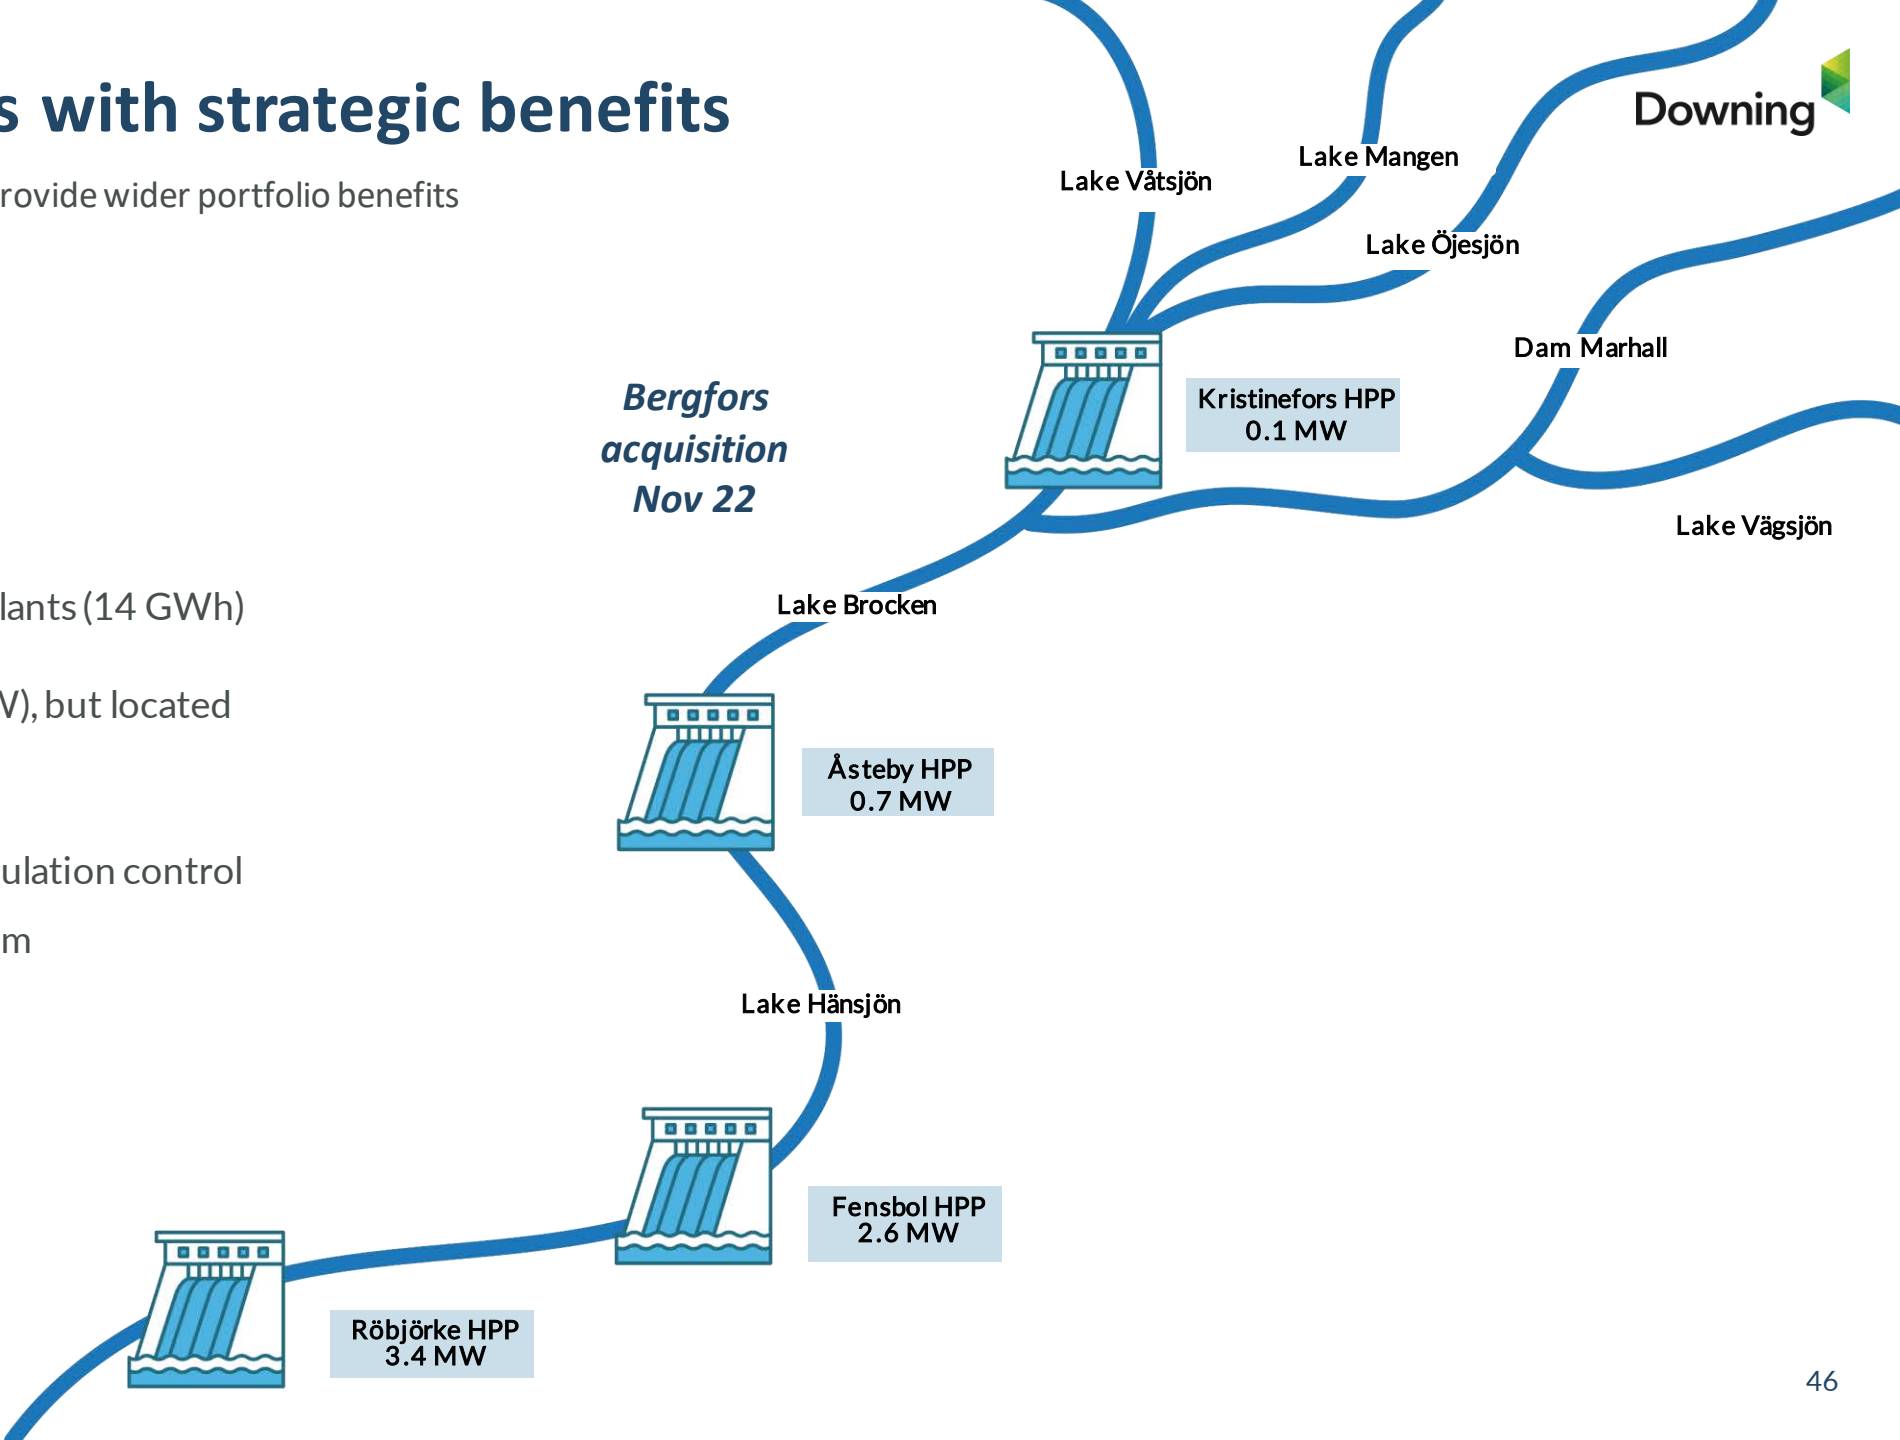 s with strategic benefits
rovide wider portfolio benefits
Downing
Lake Våtsjön
Lake Mangen
Lake Öjesjön
Dam Marhall
Bergfors
acquisition
Nov 22
Kristinefors HPP
0.1 MW
Lake Vägsjön
lants (14 GWh)
Lake Brocken
W), but located
Åsteby HPP
0.7 MW
ulation control
m
Lake Hänsjön
Fensbol HPP
2.6 MW
Röbjörke HPP
3.4 MW
46